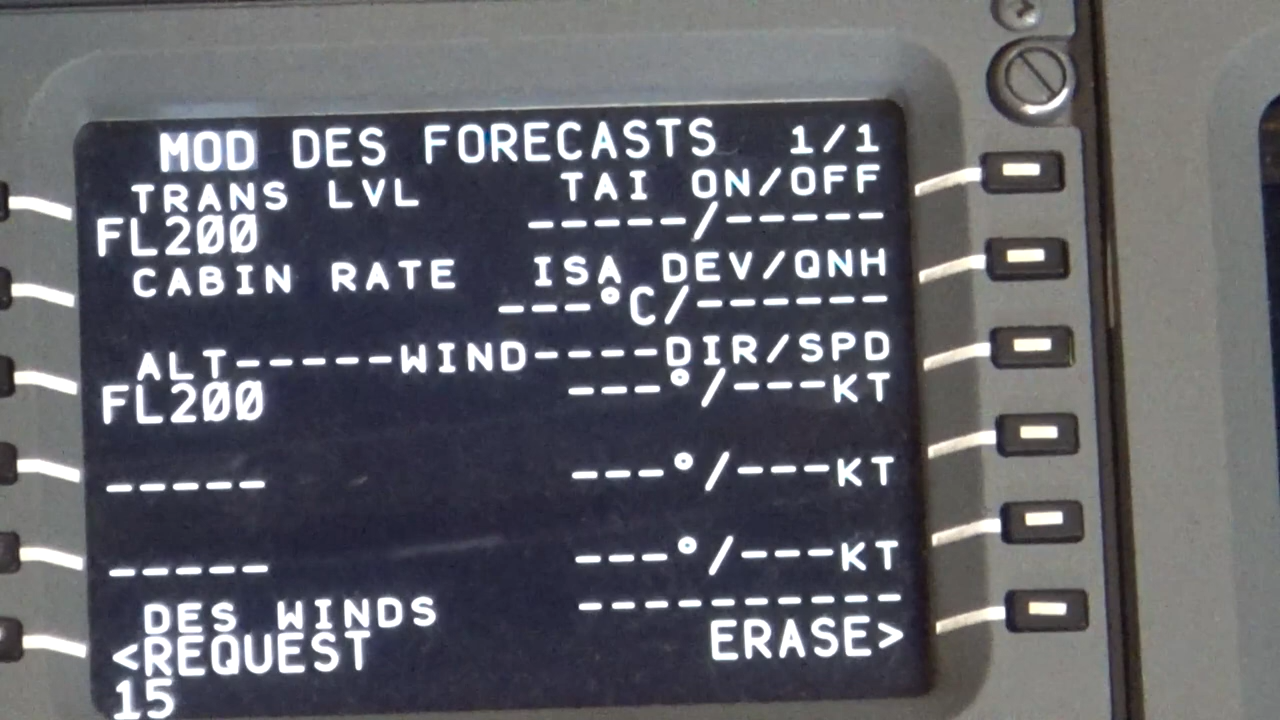 MOD DES FORECASTS 1/1
TRANS LVL TAI ON/OFF
FL200 -----/-----
CABIN RATE ISA DEV/QNH
---°C/------
ALT-----WIND----DIR/SPD
FL200 ---°/---KT
----- ---°/---KT
----- ---°/---KT
DES WINDS ----------
<REQUEST ERASE>
15